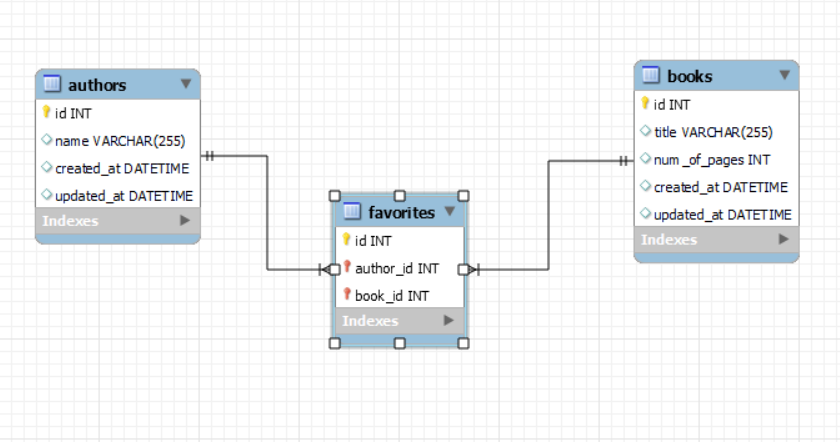 authors
id INT
name VARCHAR(255)
created_at DATETIME
updated_at DATETIME
Indexes
favorites
id INT
author_id INT
book_id INT
Indexes
books
id INT
title VARCHAR(255)
num _of_pages INT
created_at DATETIME
updated_at DATETIME
Indexes